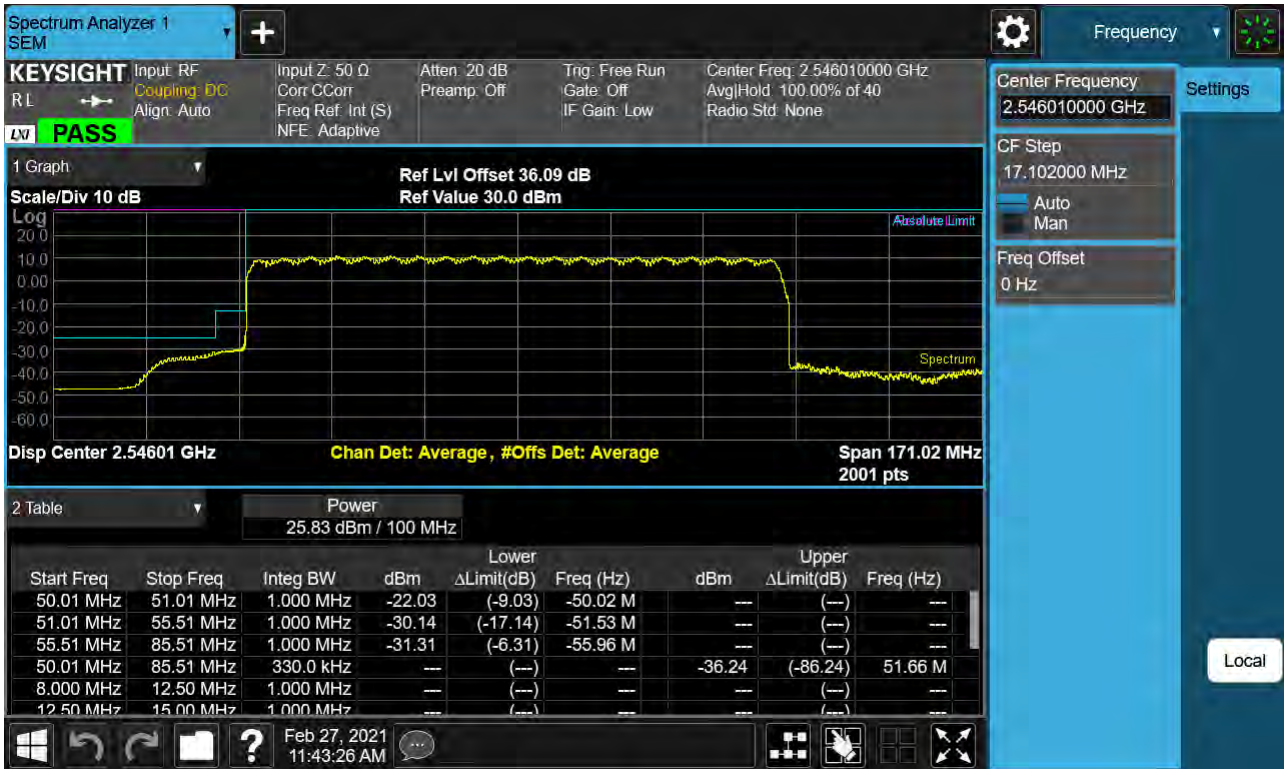 Spectrum Analyzer 1
SEM
Frequency
KEYSIGHT
Input: RF
Coupling: DC
Align: Auto
Input Z: 50 Ω
Corr CCorr
Freq Ref: Int (S)
NFE: Adaptive
Atten: 20 dB
Preamp: Off
Trig: Free Run
Gate: Off
IF Gain: Low
Center Freq: 2.546010000 GHz
Avg|Hold: 100.00% of 40
Radio Std: None
R L
LXI PASS
Center Frequency
2.546010000 GHz
Settings
CF Step
17.102000 MHz
Auto
Man
Freq Offset
0 Hz
Local
1 Graph
Ref Lvl Offset 36.09 dB
Scale/Div 10 dB
Ref Value 30.0 dBm
Log
Absolute Limit
20.0
10.0
0.00
-10.0
-20.0
-30.0
-40.0
-50.0
-60.0
Spectrum
Disp Center 2.54601 GHz
Chan Det: Average, #Offs Det: Average
Span 171.02 MHz
2001 pts
2 Table
Power
25.83 dBm / 100 MHz
Lower Upper
Start Freq Stop Freq Integ BW dBm ΔLimit(dB) Freq (Hz) dBm ΔLimit(dB) Freq (Hz)
50.01 MHz 51.01 MHz 1.000 MHz -22.03 (-9.03) -50.02 M --- (---) ---
51.01 MHz 55.51 MHz 1.000 MHz -30.14 (-17.14) -51.53 M --- (---) ---
55.51 MHz 85.51 MHz 1.000 MHz -31.31 (-6.31) -55.96 M --- (---) ---
50.01 MHz 85.51 MHz 330.0 kHz --- (---) --- -36.24 (-86.24) 51.66 M
8.000 MHz 12.50 MHz 1.000 MHz --- (---) --- --- (---) ---
12.50 MHz 15.00 MHz 1.000 MHz --- (---) --- --- (---) ---
Feb 27, 2021
11:43:26 AM